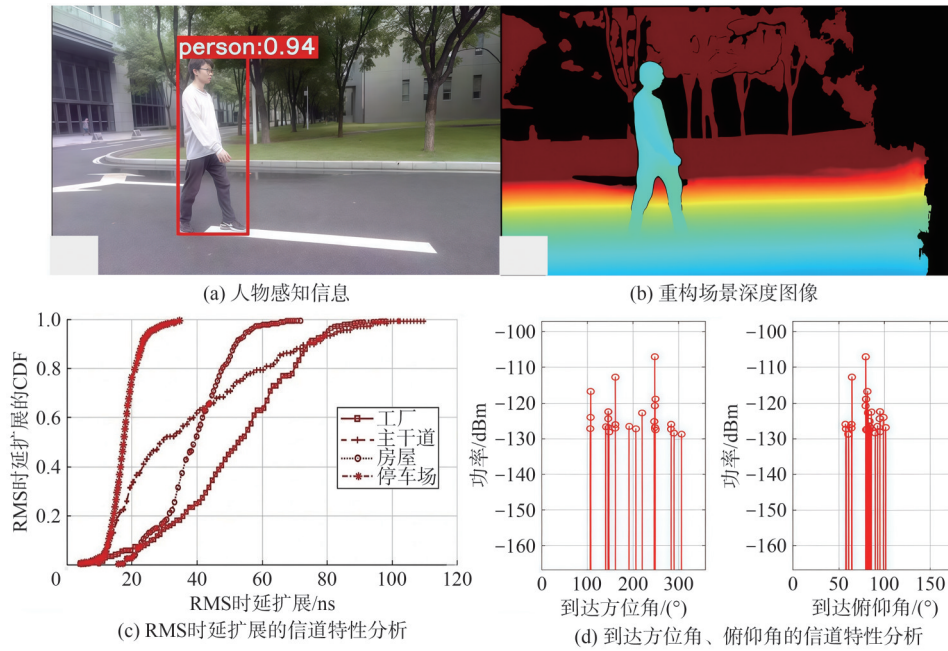 person:0.94
(a) 人物感知信息
(b) 重构场景深度图像
RMS时延扩展的CDF
1.0
0.8
0.6
0.4
0.2
0
20
40
60
80
100
120
工厂
主干道
房屋
停车场
RMS时延扩展/ns
(c) RMS时延扩展的信道特性分析
功率/dBm
−100
−110
−120
−130
−140
−150
−160
0
100
200
300
到达方位角/(°)
功率/dBm
−100
−110
−120
−130
−140
−150
−160
0
50
100
150
到达俯仰角/(°)
(d) 到达方位角、俯仰角的信道特性分析